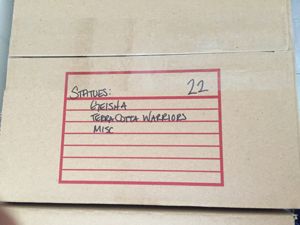 STATUES: 22
GEISHA
TERRA COTTA WARRIORS
MISC